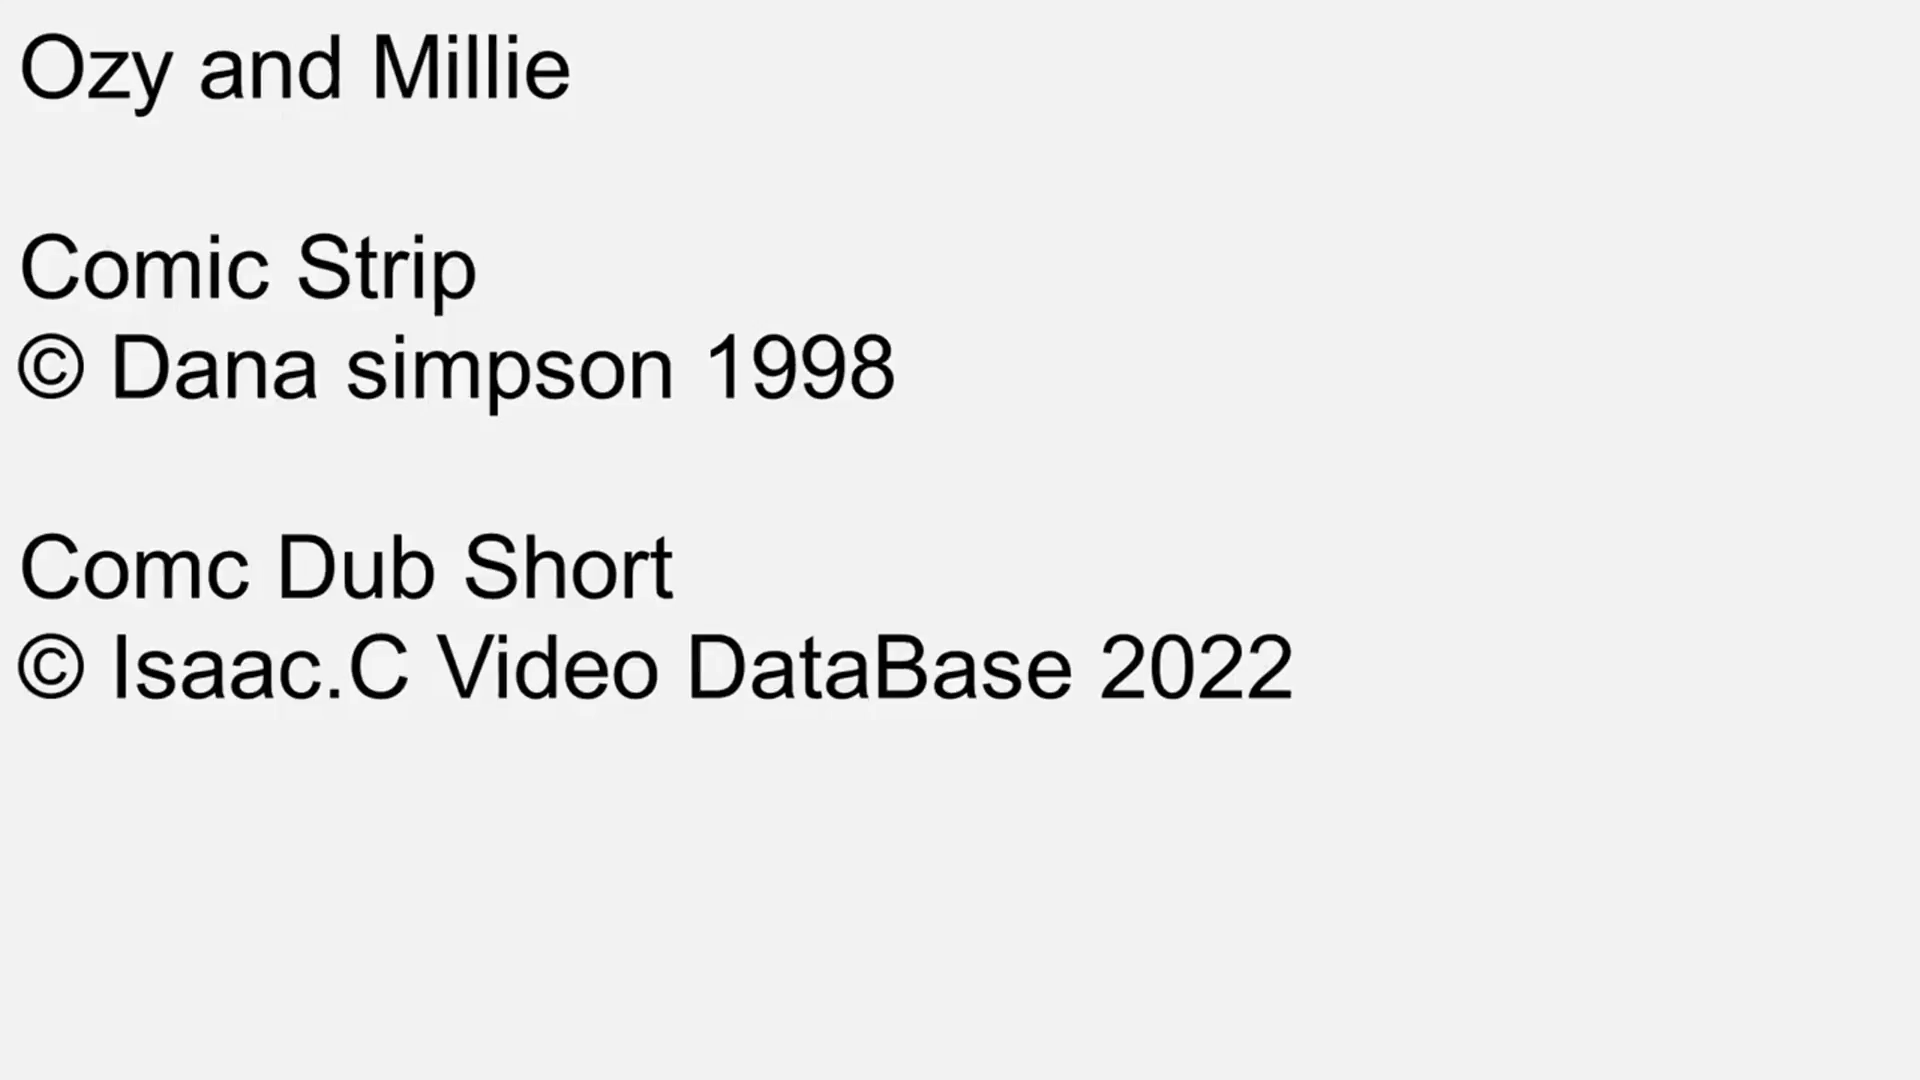 Ozy and Millie
Comic Strip
© Dana simpson 1998
Comc Dub Short
© Isaac.C Video DataBase 2022